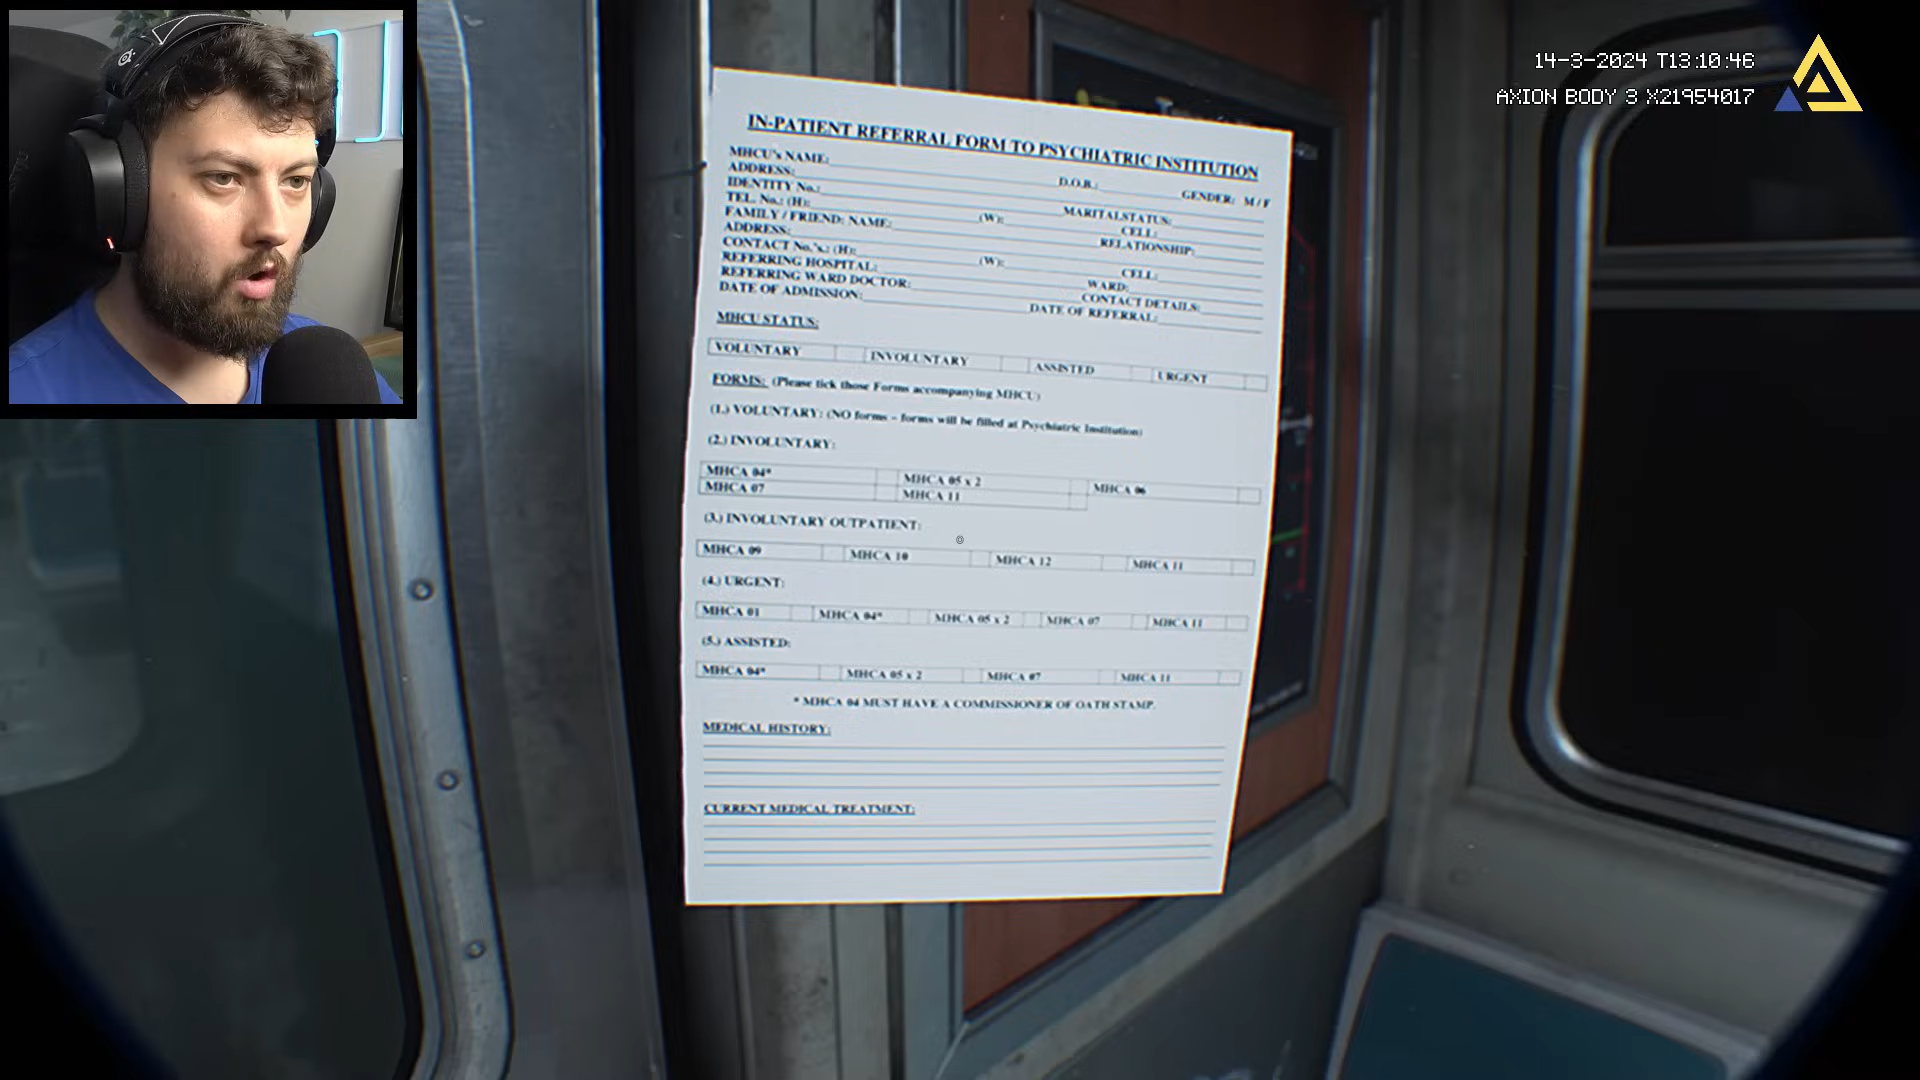 14-3-2024 T13:10:46
AXION BODY 3 X21954017
IN-PATIENT REFERRAL FORM TO PSYCHIATRIC INSTITUTION
MHCU's NAME: D.O.B.: GENDER: M / F
ADDRESS:
IDENTITY No.: MARITALSTATUS:
TEL. No.: (H): (W): CELL:
FAMILY / FRIEND: NAME: RELATIONSHIP:
ADDRESS:
CONTACT No.'s.: (H): (W): CELL:
REFERRING HOSPITAL: WARD:
REFERRING WARD DOCTOR: CONTACT DETAILS:
DATE OF ADMISSION: DATE OF REFERRAL:
MHCU STATUS:
VOLUNTARY INVOLUNTARY ASSISTED URGENT
FORMS: (Please tick those Forms accompanying MHCU)
(1.) VOLUNTARY: (NO forms – forms will be filled at Psychiatric Institution)
(2.) INVOLUNTARY:
MHCA 04* MHCA 05 x 2 MHCA 06
MHCA 07 MHCA 11
(3.) INVOLUNTARY OUTPATIENT:
MHCA 09 MHCA 10 MHCA 12 MHCA 11
(4.) URGENT:
MHCA 01 MHCA 04* MHCA 05 x 2 MHCA 07 MHCA 11
(5.) ASSISTED:
MHCA 04* MHCA 05 x 2 MHCA 07 MHCA 11
* MHCA 04 MUST HAVE A COMMISSIONER OF OATH STAMP.
MEDICAL HISTORY:
CURRENT MEDICAL TREATMENT: